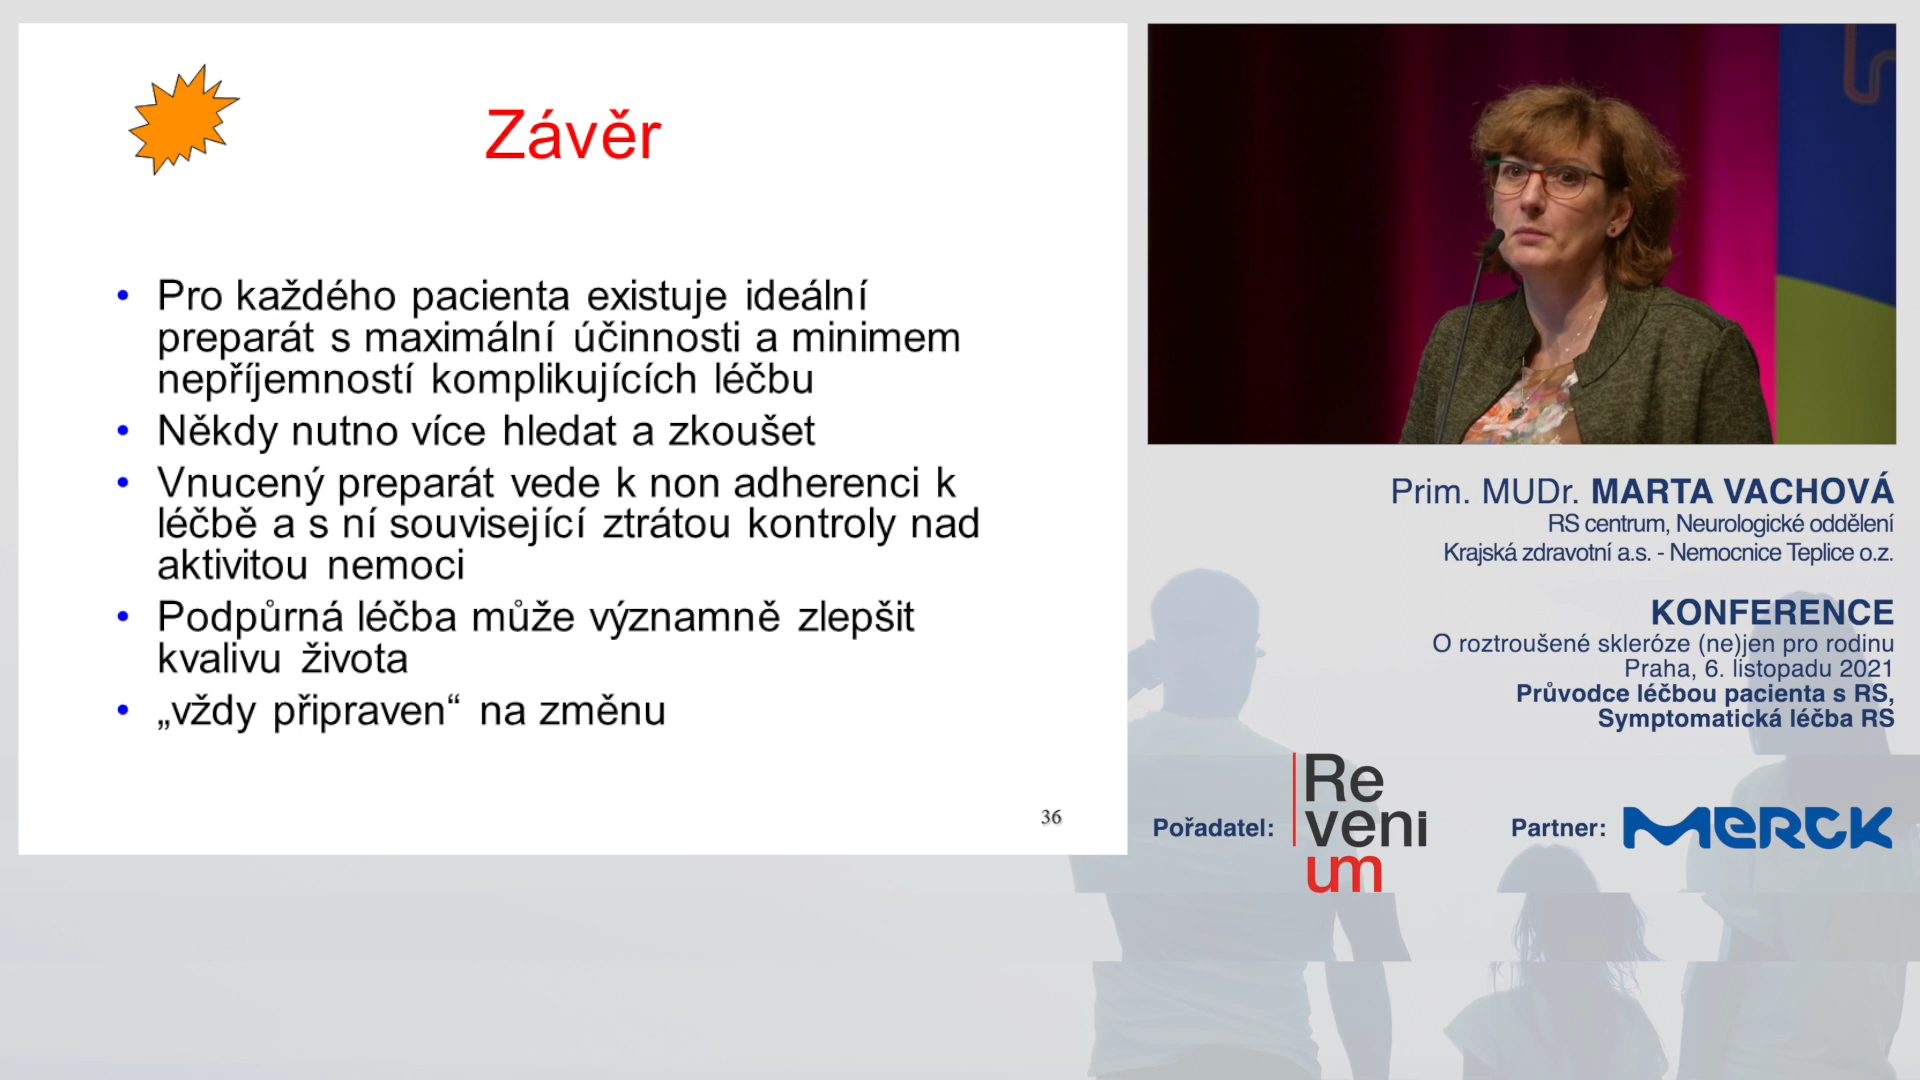 Závěr
• Pro každého pacienta existuje ideální
preparát s maximální účinnosti a minimem
nepříjemností komplikujících léčbu
• Někdy nutno více hledat a zkoušet
• Vnucený preparát vede k non adherenci k
léčbě a s ní související ztrátou kontroly nad
aktivitou nemoci
• Podpůrná léčba může významně zlepšit
kvalivu života
• „vždy připraven“ na změnu
36
Prim. MUDr. MARTA VACHOVÁ
RS centrum, Neurologické oddělení
Krajská zdravotní a.s. - Nemocnice Teplice o.z.
KONFERENCE
O roztroušené skleróze (ne)jen pro rodinu
Praha, 6. listopadu 2021
Průvodce léčbou pacienta s RS,
Symptomatická léčba RS
Pořadatel:
Re
veni
um
Partner:
MERCK